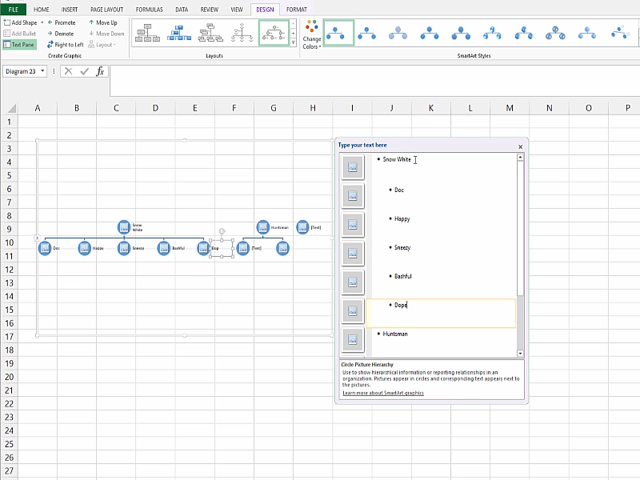 FILE HOME INSERT PAGE LAYOUT FORMULAS DATA REVIEW VIEW DESIGN FORMAT
Add Shape Promote Move Up
Add Bullet Demote Move Down
Text Pane Right to Left Layout
Create Graphic Layouts Change Colors SmartArt Styles
Diagram 23 fx
A B C D E F G H I J K L M N O P
1
2
3
4
5
6
7
8
9
10
11
12
13
14
15
16
17
18
19
20
21
22
23
24
25
26
27
Snow White Huntsman [Text]
Doc Happy Sneezy Bashful [Text]
Type your text here x
• Snow White
• Doc
• Happy
• Sneezy
• Bashful
• Dope
• Huntsman
Circle Picture Hierarchy
Use to show hierarchical information or reporting relationships in an
organization. Pictures appear in circles and corresponding text appears next to
the pictures.
Learn more about SmartArt graphics